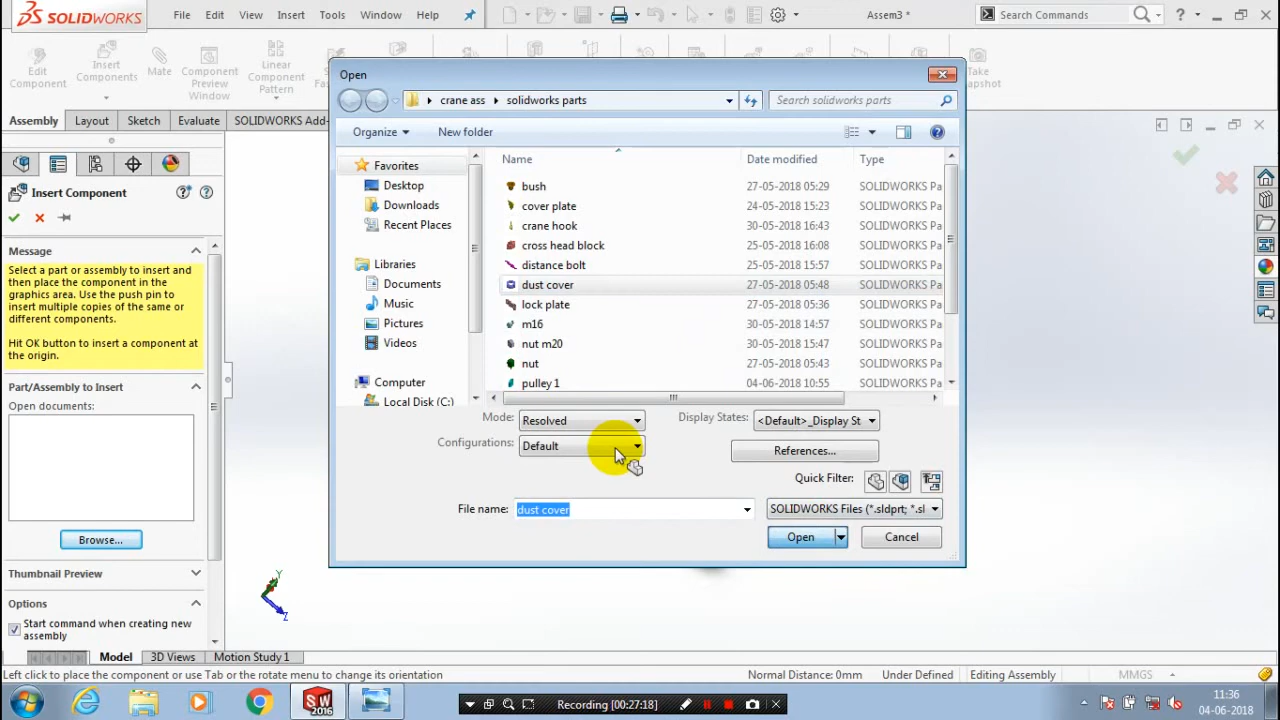 SOLIDWORKS File Edit View Insert Tools Window Help Assem3 * Search Commands ?
Edit Component
Insert Components
Mate
Component Preview Window
Linear Component Pattern
Take Snapshot
Assembly Layout Sketch Evaluate SOLIDWORKS Add-
Insert Component
Message
Select a part or assembly to insert and
then place the component in the
graphics area. Use the push pin to
insert multiple copies of the same or
different components.
Hit OK button to insert a component at
the origin.
Part/Assembly to Insert
Open documents:
Browse...
Thumbnail Preview
Options
Start command when creating new
assembly
Open
crane ass solidworks parts Search solidworks parts
Organize New folder
Favorites
Desktop
Downloads
Recent Places
Libraries
Documents
Music
Pictures
Videos
Computer
Local Disk (C:)
Name Date modified Type
bush 27-05-2018 05:29 SOLIDWORKS Pa
cover plate 24-05-2018 15:23 SOLIDWORKS Pa
crane hook 30-05-2018 16:43 SOLIDWORKS Pa
cross head block 25-05-2018 16:08 SOLIDWORKS Pa
distance bolt 25-05-2018 15:57 SOLIDWORKS Pa
dust cover 27-05-2018 05:48 SOLIDWORKS Pa
lock plate 27-05-2018 05:36 SOLIDWORKS Pa
m16 30-05-2018 14:57 SOLIDWORKS Pa
nut m20 30-05-2018 15:47 SOLIDWORKS Pa
nut 27-05-2018 05:43 SOLIDWORKS Pa
pulley 1 04-06-2018 10:55 SOLIDWORKS Pa
Mode: Resolved Display States: <Default>_Display St
Configurations: Default References...
Quick Filter:
File name: dust cover SOLIDWORKS Files (*.sldprt; *.sl
Open Cancel
Y
Z
Model 3D Views Motion Study 1
Left click to place the component or use Tab or the rotate menu to change its orientation Normal Distance: 0mm Under Defined Editing Assembly MMGS
SW 2016
Recording [00:27:18]
11:36
04-06-2018